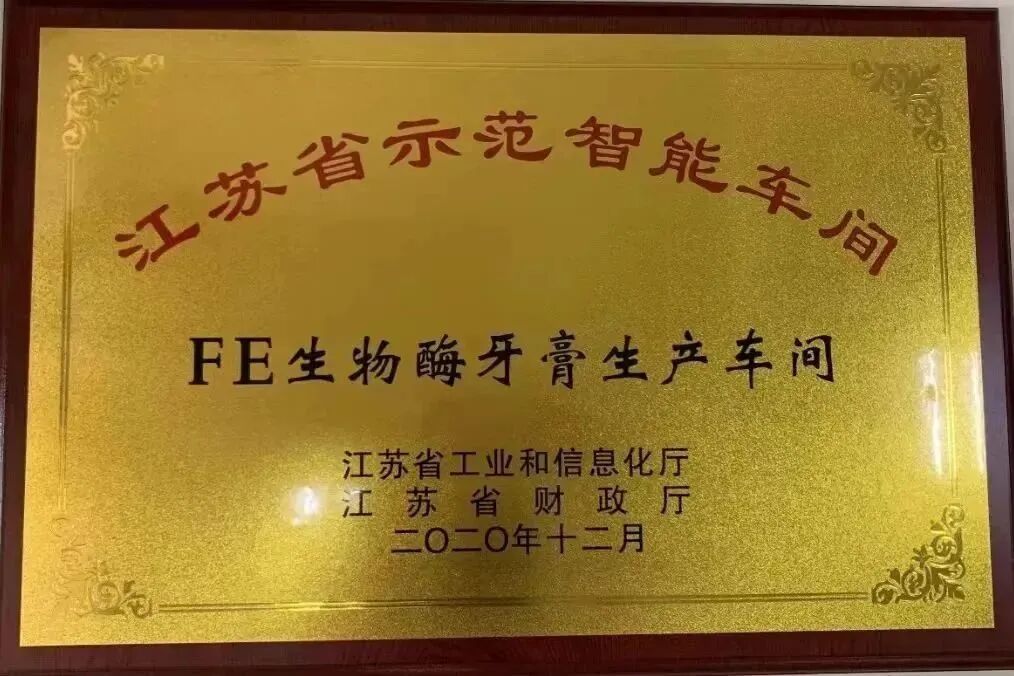 江苏省示范智能车间
FE生物酶牙膏生产车间
江苏省工业和信息化厅
江苏省财政厅
二〇二〇年十二月